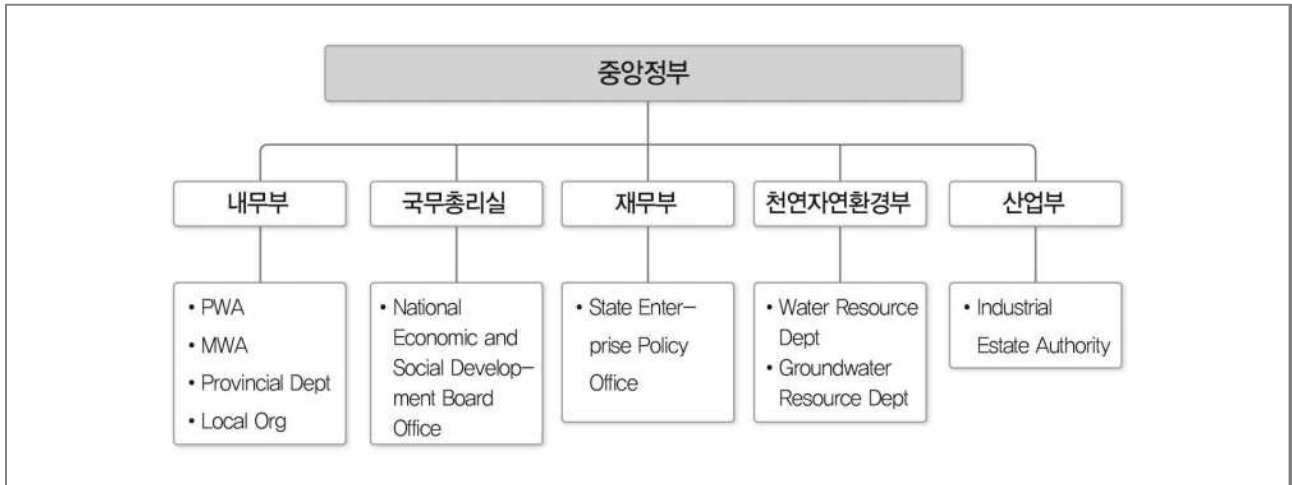 중앙정부
내무부
국무총리실
재무부
천연자연환경부
산업부
• PWA
• MWA
• Provincial Dept
• Local Org
• National
Economic and
Social Develop-
ment Board
Office
• State Enter-
prise Policy
Office
• Water Resource
Dept
• Groundwater
Resource Dept
• Industrial
Estate Authority